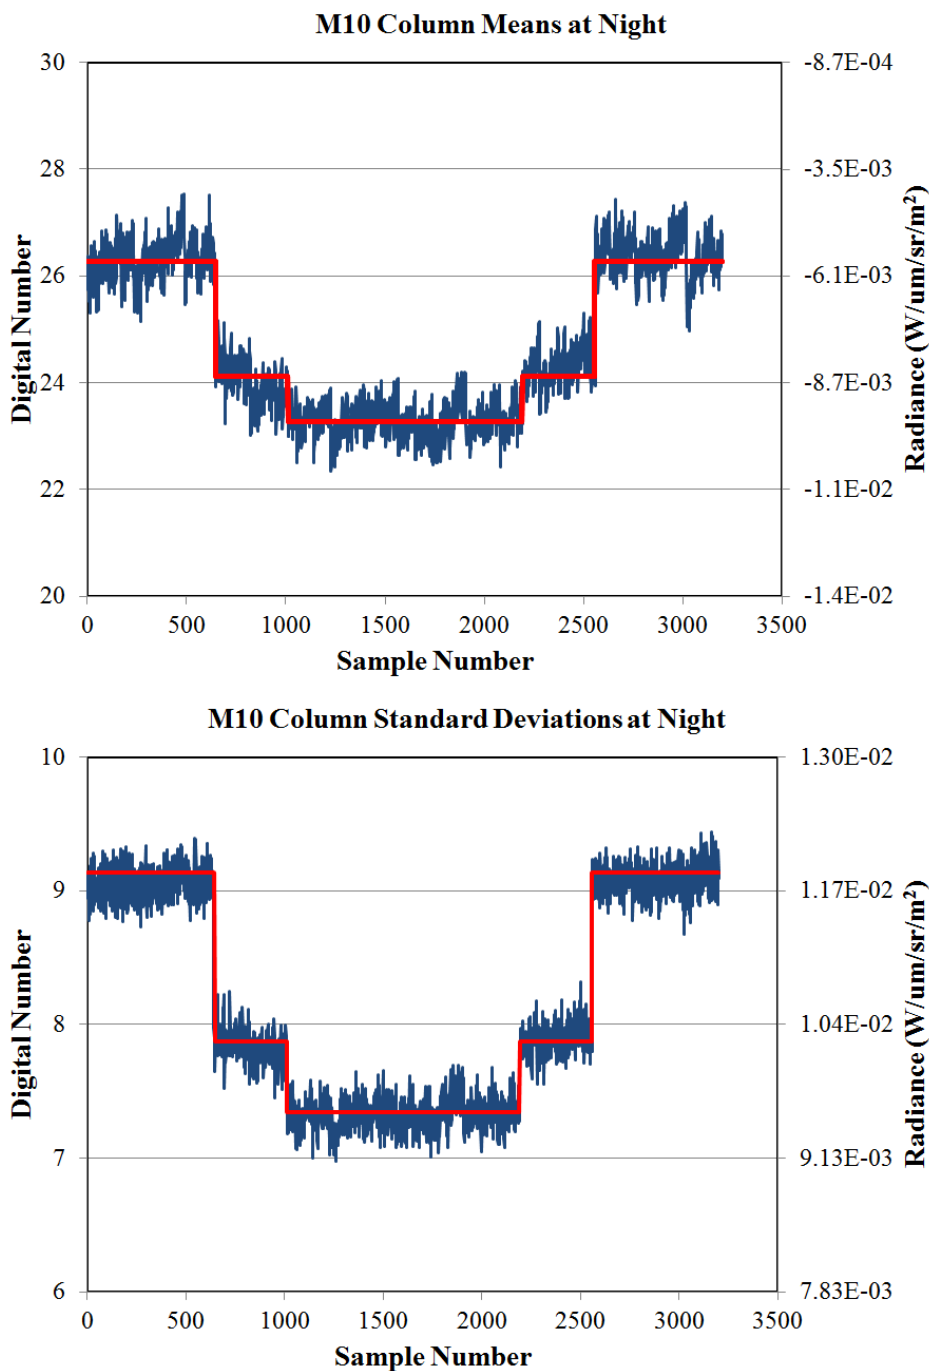 M10 Column Means at Night
30
28
26
24
22
20
Digital Number
-8.7E-04
-3.5E-03
-6.1E-03
-8.7E-03
-1.1E-02
-1.4E-02
Radiance (W/um/sr/m²)
0 500 1000 1500 2000 2500 3000 3500
Sample Number
M10 Column Standard Deviations at Night
10
9
8
7
6
Digital Number
1.30E-02
1.17E-02
1.04E-02
9.13E-03
7.83E-03
Radiance (W/um/sr/m²)
0 500 1000 1500 2000 2500 3000 3500
Sample Number